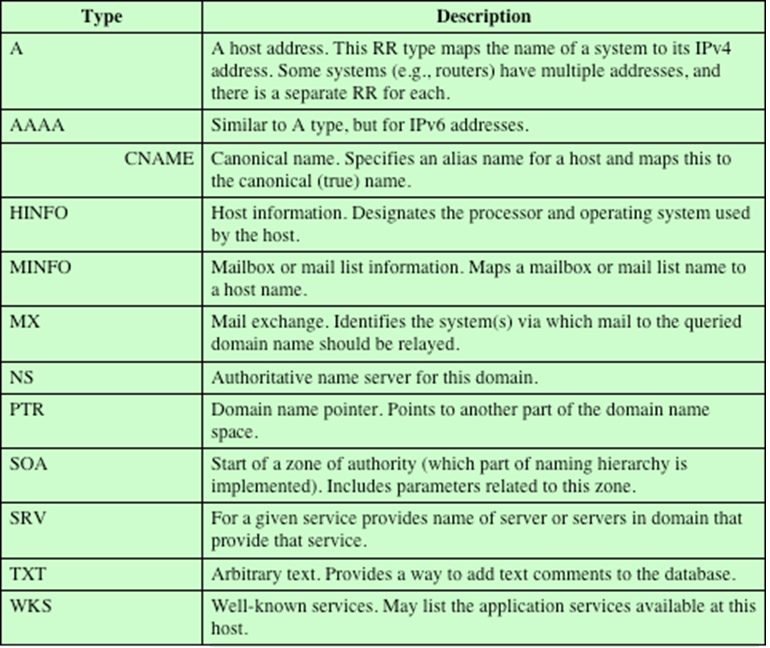 Type Description
A A host address. This RR type maps the name of a system to its IPv4
address. Some systems (e.g., routers) have multiple addresses, and
there is a separate RR for each.
AAAA Similar to A type, but for IPv6 addresses.
CNAME Canonical name. Specifies an alias name for a host and maps this to
the canonical (true) name.
HINFO Host information. Designates the processor and operating system used
by the host.
MINFO Mailbox or mail list information. Maps a mailbox or mail list name to
a host name.
MX Mail exchange. Identifies the system(s) via which mail to the queried
domain name should be relayed.
NS Authoritative name server for this domain.
PTR Domain name pointer. Points to another part of the domain name
space.
SOA Start of a zone of authority (which part of naming hierarchy is
implemented). Includes parameters related to this zone.
SRV For a given service provides name of server or servers in domain that
provide that service.
TXT Arbitrary text. Provides a way to add text comments to the database.
WKS Well-known services. May list the application services available at this
host.